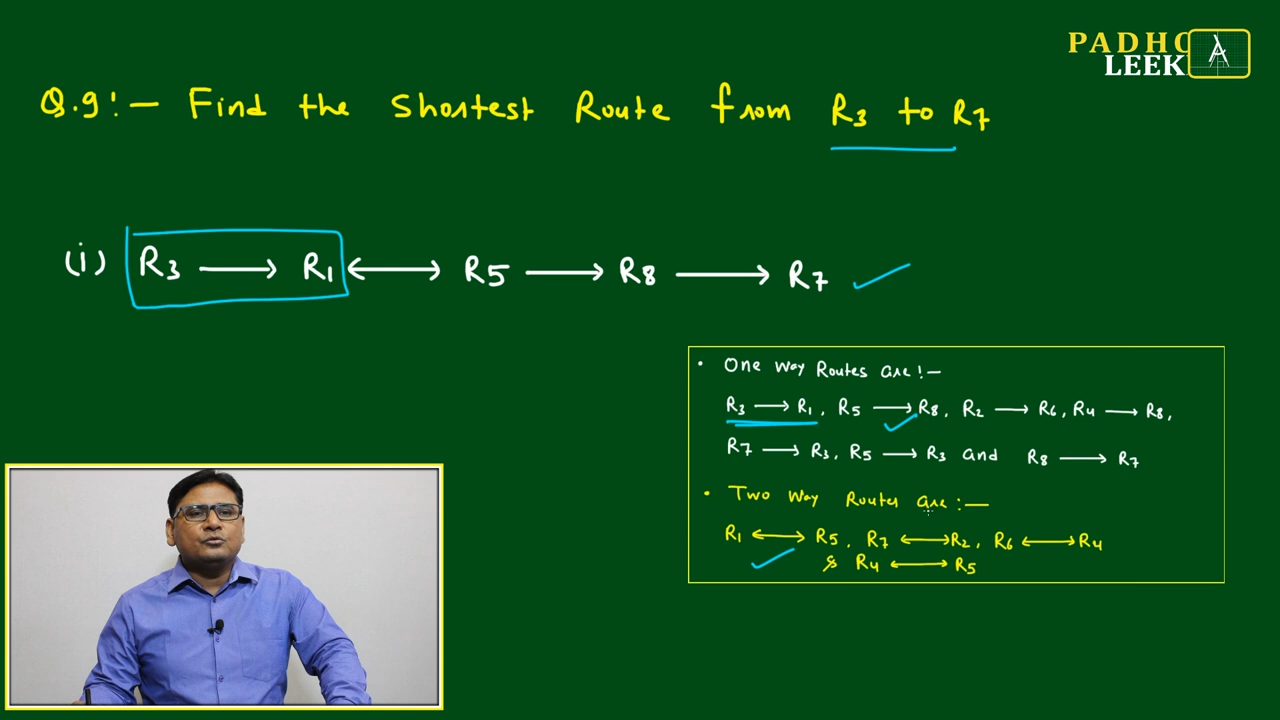 PADHO
LEEK
Q.9:- Find the Shortest Route from R3 to R7
(i) R3 ⟶ R1 ⟷ R5 ⟶ R8 ⟶ R7 ✓
• One Way Routes are:-
R3 ⟶ R1, R5 ⟶ R8, R2 ⟶ R6, R4 ⟶ R8,
R7 ⟶ R3, R5 ⟶ R3 and R8 ⟶ R7
• Two Way Routes are:-
R1 ⟷ R5, R7 ⟷ R2, R6 ⟷ R4
& R4 ⟷ R5